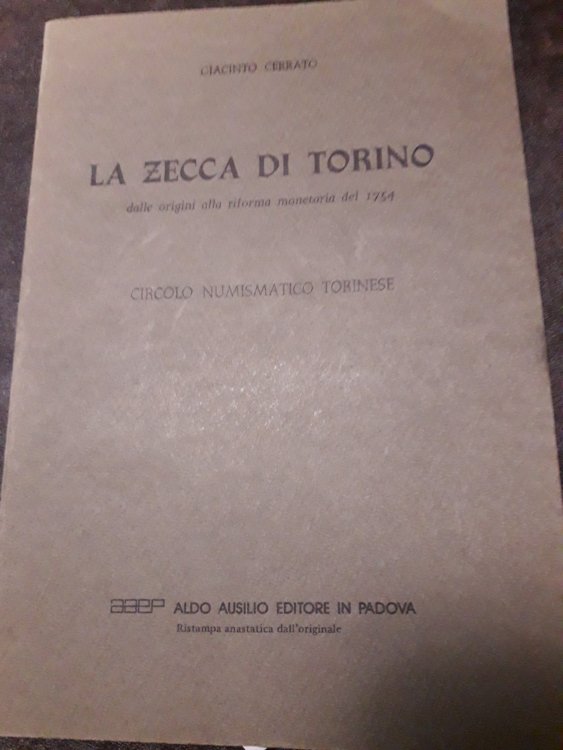 GIACINTO CERRATO
LA ZECCA DI TORINO
dalle origini alla riforma monetaria del 1754
CIRCOLO NUMISMATICO TORINESE
aaep ALDO AUSILIO EDITORE IN PADOVA
Ristampa anastatica dall'originale